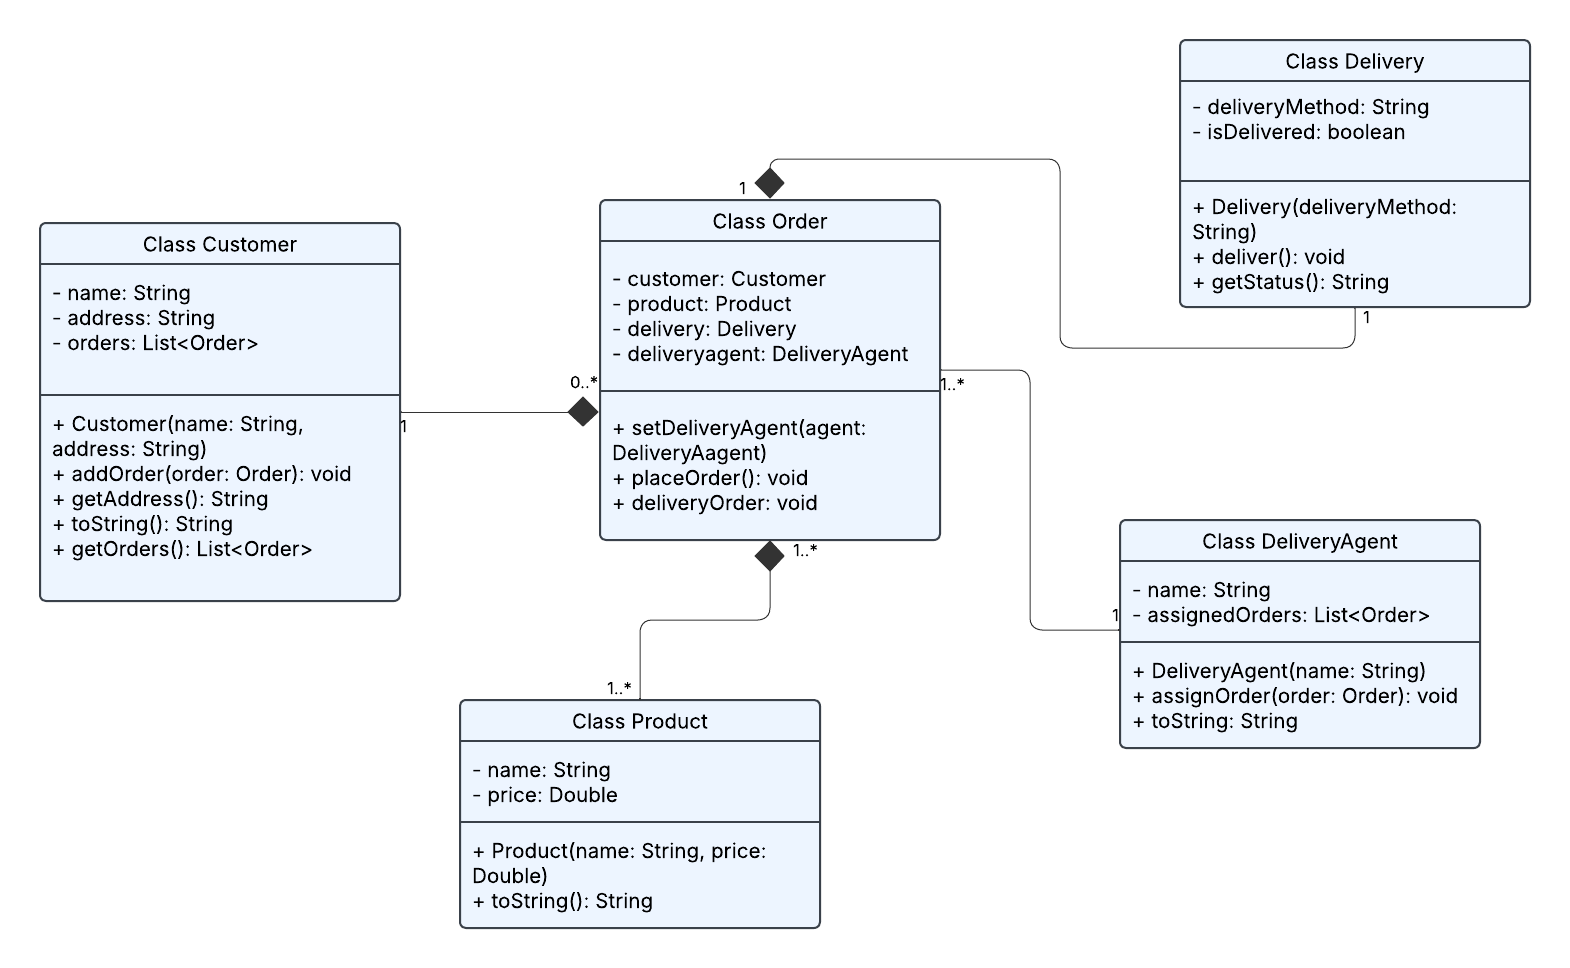 Class Delivery
- deliveryMethod: String
- isDelivered: boolean
+ Delivery(deliveryMethod:
String)
+ deliver(): void
+ getStatus(): String
1
1
Class Order
- customer: Customer
- product: Product
- delivery: Delivery
- deliveryagent: DeliveryAgent
+ setDeliveryAgent(agent:
DeliveryAagent)
+ placeOrder(): void
+ deliveryOrder: void
0..*
1..*
1..*
Class Customer
- name: String
- address: String
- orders: List<Order>
+ Customer(name: String,
address: String)
+ addOrder(order: Order): void
+ getAddress(): String
+ toString(): String
+ getOrders(): List<Order>
1
Class DeliveryAgent
- name: String
- assignedOrders: List<Order>
+ DeliveryAgent(name: String)
+ assignOrder(order: Order): void
+ toString: String
1
1..*
Class Product
- name: String
- price: Double
+ Product(name: String, price:
Double)
+ toString(): String